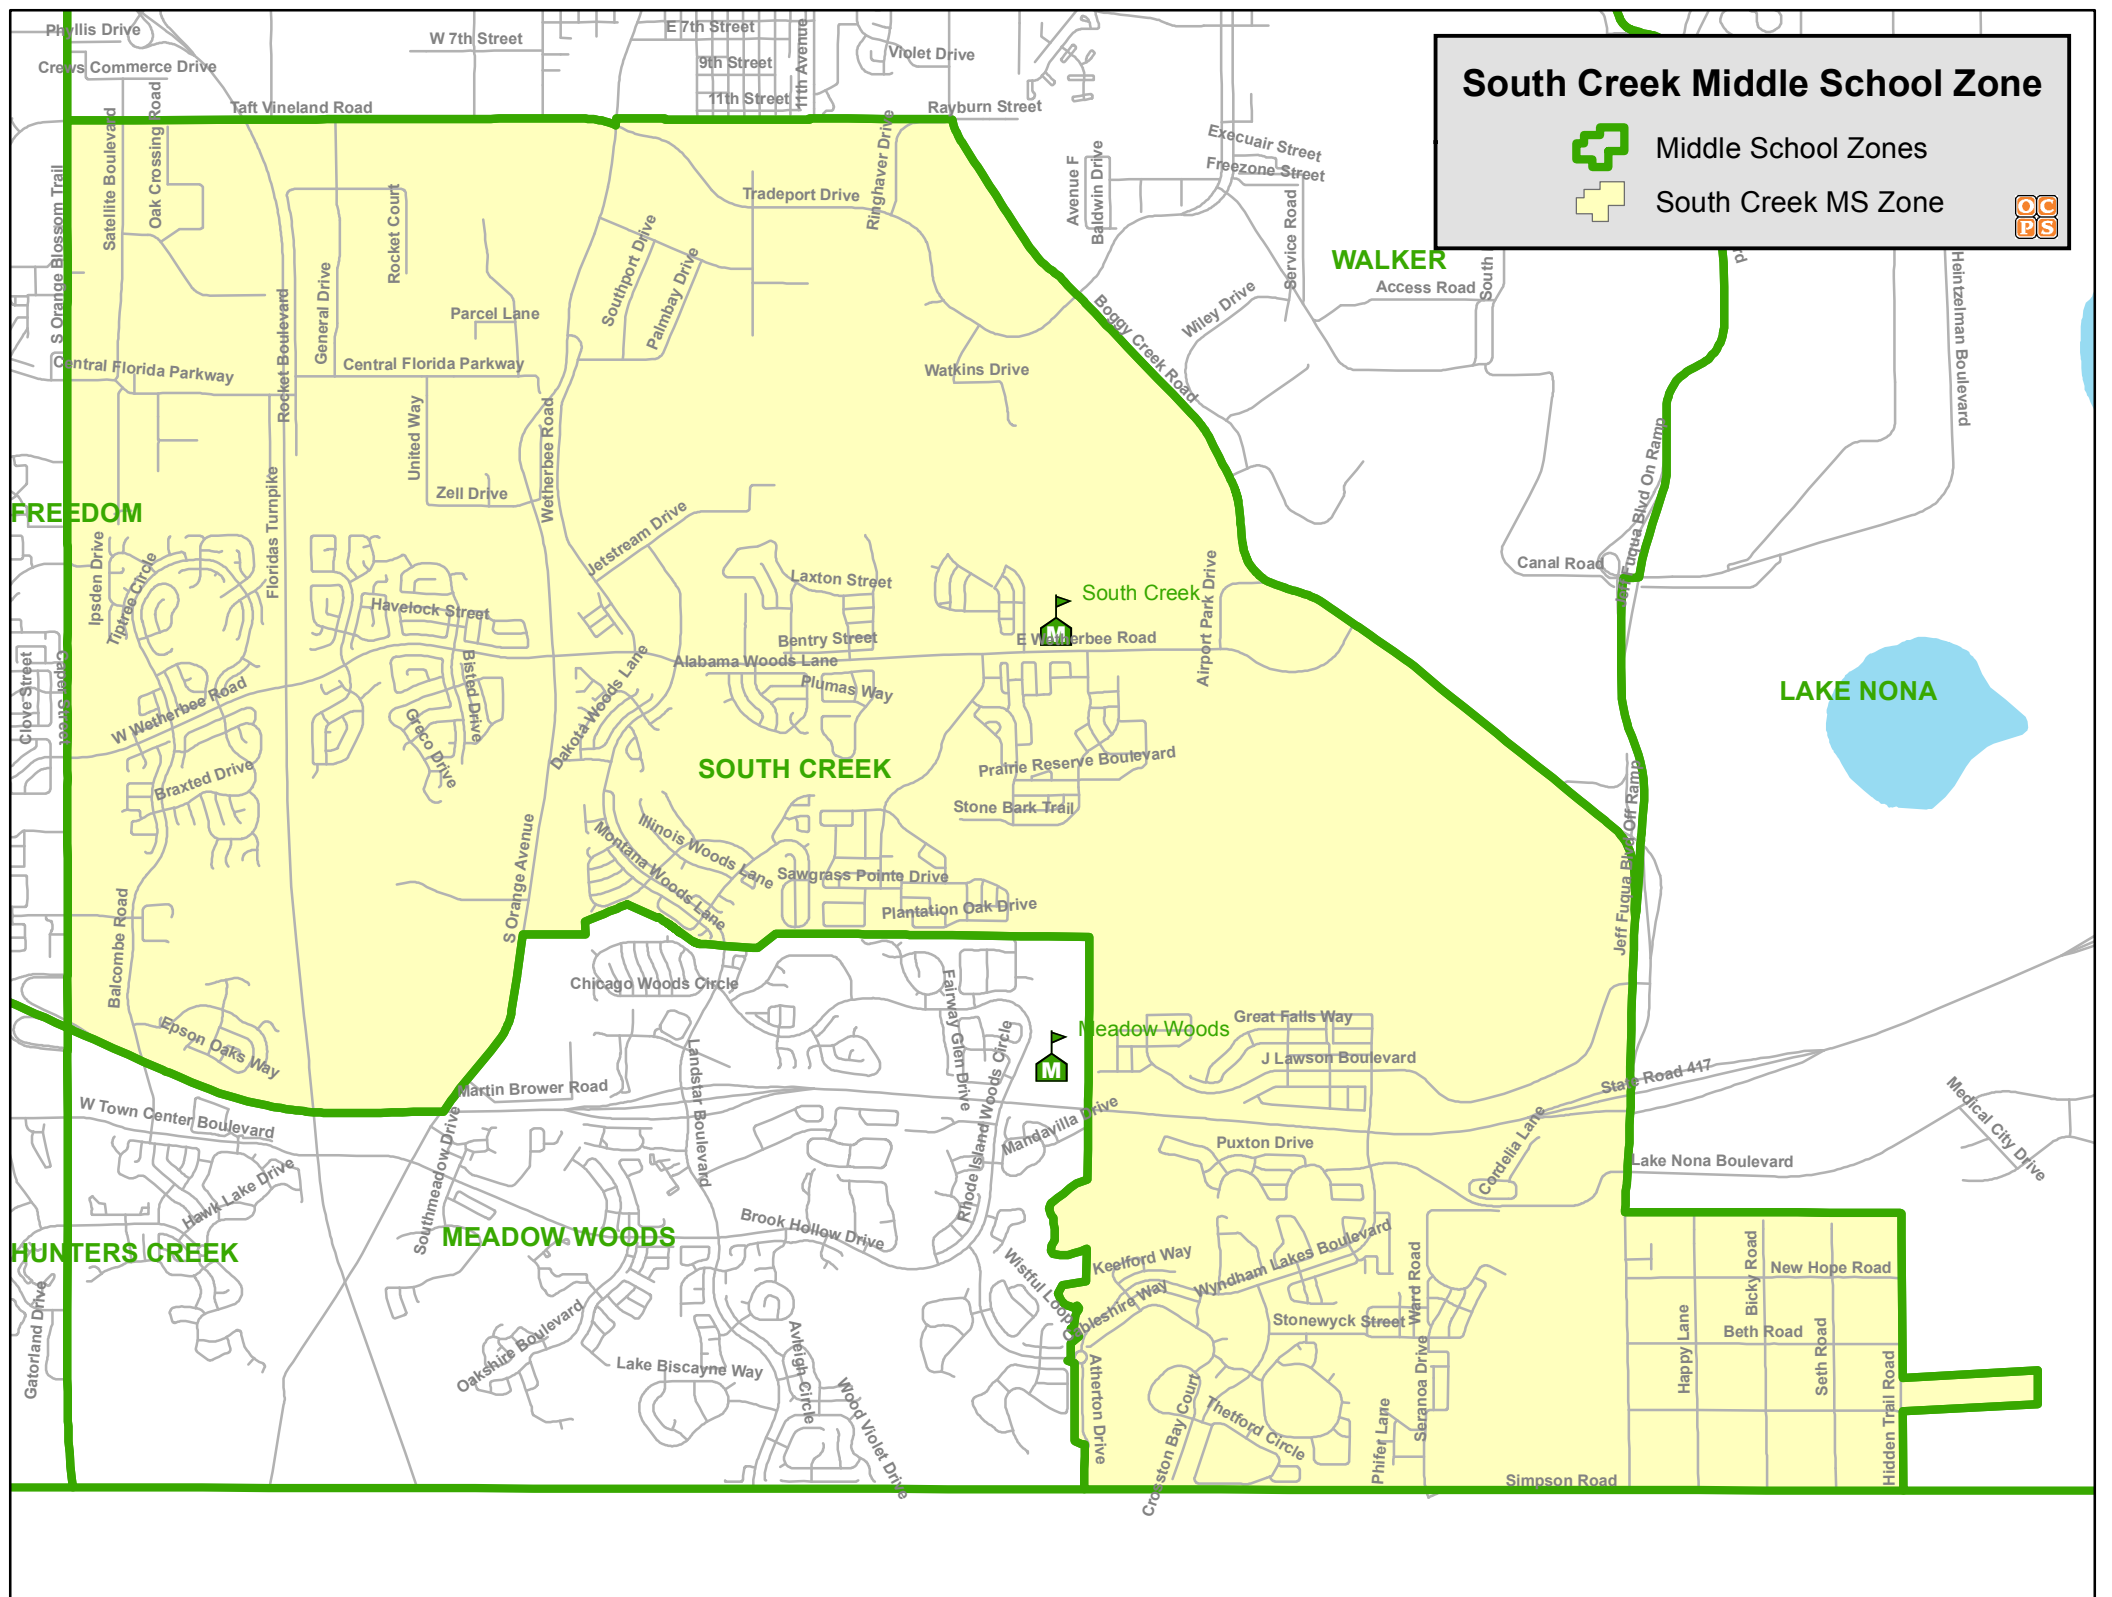 South Creek Middle School Zone
Middle School Zones
South Creek MS Zone
OC
PS
Phyllis Drive
W 7th Street
E 7th Street
Violet Drive
Crews Commerce Drive
9th Street
11th Avenue
11th Street
Taft Vineland Road
Rayburn Street
Execuair Street
Freezone Street
Satellite Boulevard
Oak Crossing Road
S Orange Blossom Trail
Rocket Court
Tradeport Drive
Ringhaver Drive
Avenue F
Baldwin Drive
Service Road
WALKER
South
Access Road
Heintzelman Boulevard
Southport Drive
Palmbay Drive
General Drive
Rocket Boulevard
Parcel Lane
Wiley Drive
Boggy Creek Road
Central Florida Parkway
Central Florida Parkway
Watkins Drive
United Way
Wetherbee Road
Zell Drive
Floridas Turnpike
FREEDOM
Jetstream Drive
Jeff Fuqua Blvd On Ramp
Canal Road
Ipsden Drive
Tiptree Circle
Havelock Street
Laxton Street
South Creek
M
Airport Park Drive
Bentry Street
E Wetherbee Road
Alabama Woods Lane
Plumas Way
Bisted Drive
Dakota Woods Lane
Clove Street
W Wetherbee Road
Greco Drive
LAKE NONA
SOUTH CREEK
Prairie Reserve Boulevard
Braxted Drive
Stone Bark Trail
Illinois Woods Lane
Montana Woods Lane
Sawgrass Pointe Drive
Plantation Oak Drive
S Orange Avenue
Jeff Fuqua Blvd Off Ramp
Balcombe Road
Chicago Woods Circle
Fairway Glen Drive
Epson Oaks Way
Meadow Woods
M
Great Falls Way
J Lawson Boulevard
State Road 417
Martin Brower Road
Landstar Boulevard
Rhode Island Woods Circle
Mandavilla Drive
Medical City Drive
W Town Center Boulevard
Puxton Drive
Cordelia Lane
Lake Nona Boulevard
Hawk Lake Drive
Southmeadow Drive
MEADOW WOODS
Brook Hollow Drive
HUNTERS CREEK
Wistful Loop
Keelford Way
Wyndham Lakes Boulevard
Ward Road
Bicky Road
New Hope Road
Stonewyck Street
Beth Road
Happy Lane
Seth Road
Gatorland Drive
Oakshire Boulevard
Lake Biscayne Way
Avleigh Circle
Wood Violet Drive
Atherton Drive
Crosston Bay Court
Thetford Circle
Phifer Lane
Seranoa Drive
Hidden Trail Road
Simpson Road